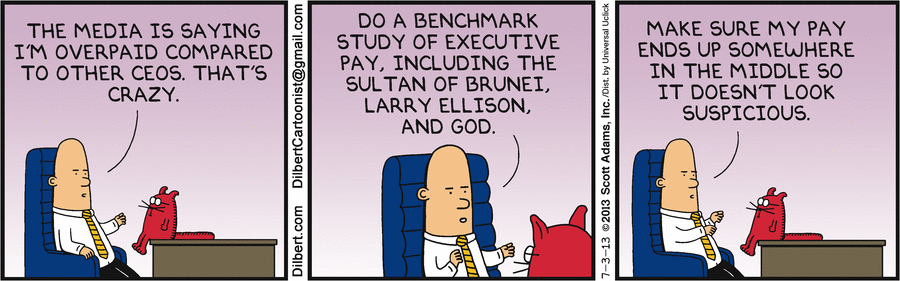 THE MEDIA IS SAYING
I'M OVERPAID COMPARED
TO OTHER CEOS. THAT'S
CRAZY.
Dilbert.com DilbertCartoonist@gmail.com
DO A BENCHMARK
STUDY OF EXECUTIVE
PAY, INCLUDING THE
SULTAN OF BRUNEI,
LARRY ELLISON,
AND GOD.
7-3-13 ©2013 Scott Adams, Inc./Dist. by Universal Uclick
MAKE SURE MY PAY
ENDS UP SOMEWHERE
IN THE MIDDLE SO
IT DOESN'T LOOK
SUSPICIOUS.